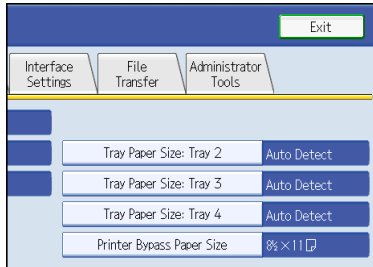 Exit
Interface
Settings
File
Transfer
Administrator
Tools
Tray Paper Size: Tray 2 Auto Detect
Tray Paper Size: Tray 3 Auto Detect
Tray Paper Size: Tray 4 Auto Detect
Printer Bypass Paper Size 8½×11